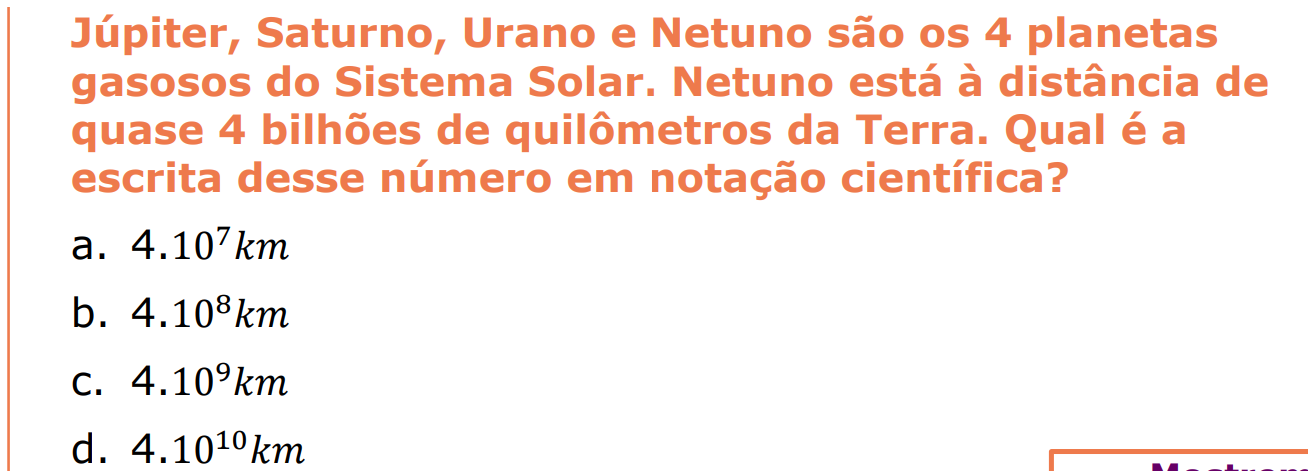 Júpiter, Saturno, Urano e Netuno são os 4 planetas
gasosos do Sistema Solar. Netuno está à distância de
quase 4 bilhões de quilômetros da Terra. Qual é a
escrita desse número em notação científica?
a. 4.10⁷km
b. 4.10⁸km
c. 4.10⁹km
d. 4.10¹⁰km